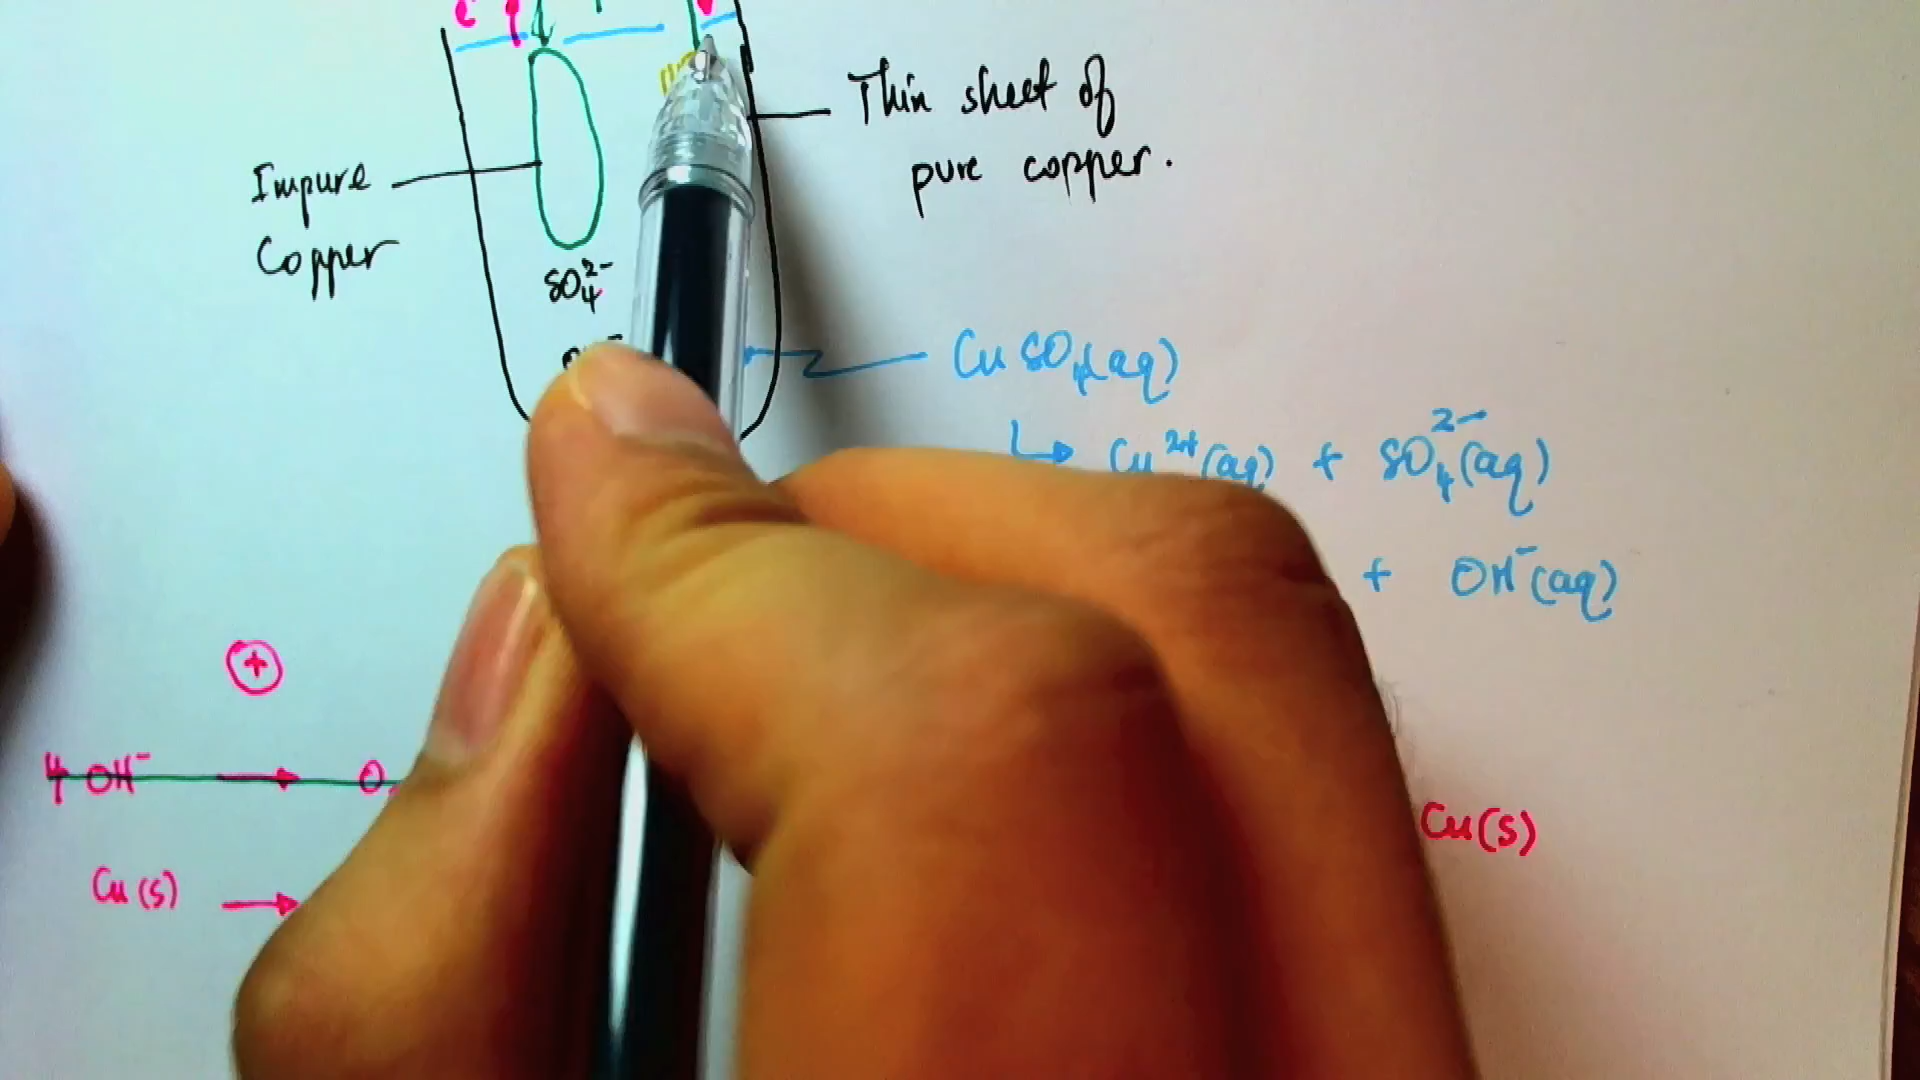 e⁻
Thin sheet of
pure copper.
Impure
Copper
SO₄²⁻
CuSO₄(aq)
Cu²⁺(aq) + SO₄²⁻(aq)
+ OH⁻(aq)
+
4 OH⁻ → O
Cu(s)
Cu(s) →